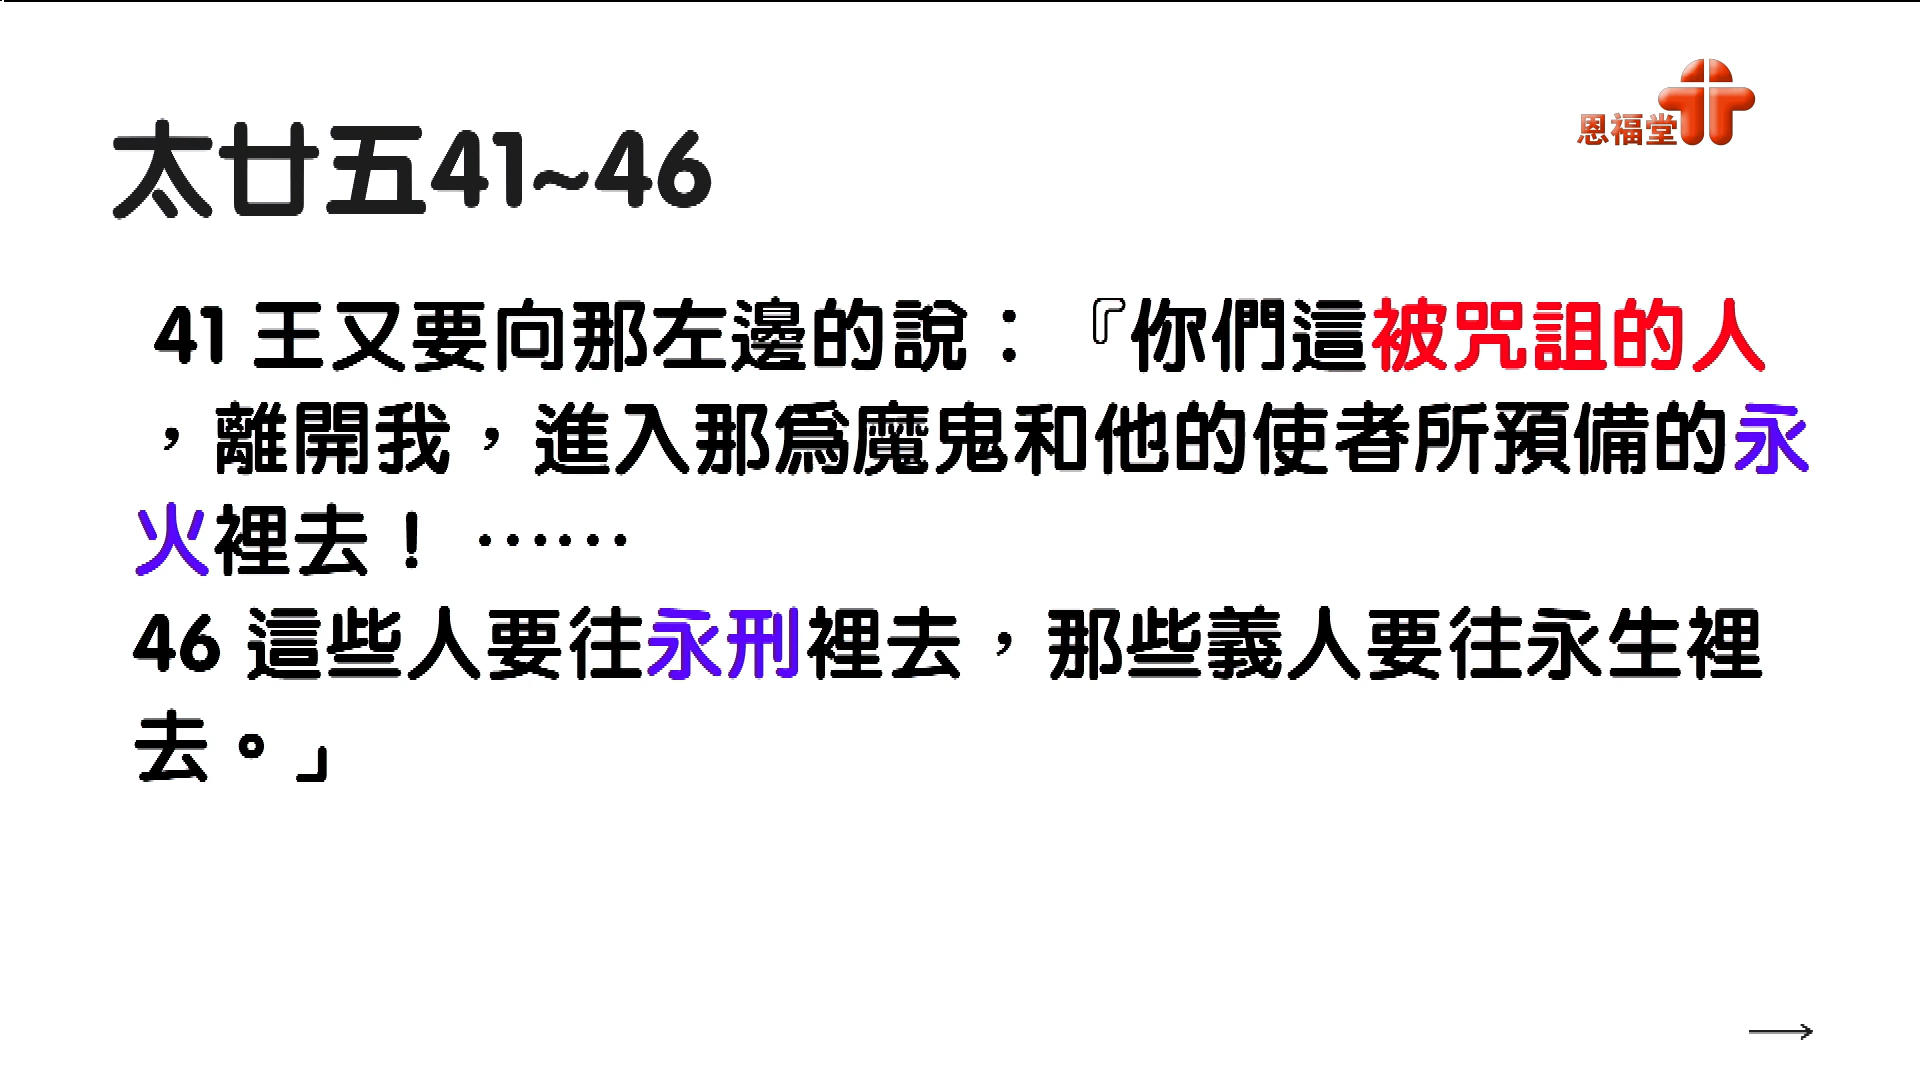 恩福堂
太廿五41~46
41 王又要向那左邊的說：『你們這被咒詛的人
，離開我，進入那為魔鬼和他的使者所預備的永
火裡去！ ……
46 這些人要往永刑裡去，那些義人要往永生裡
去。」